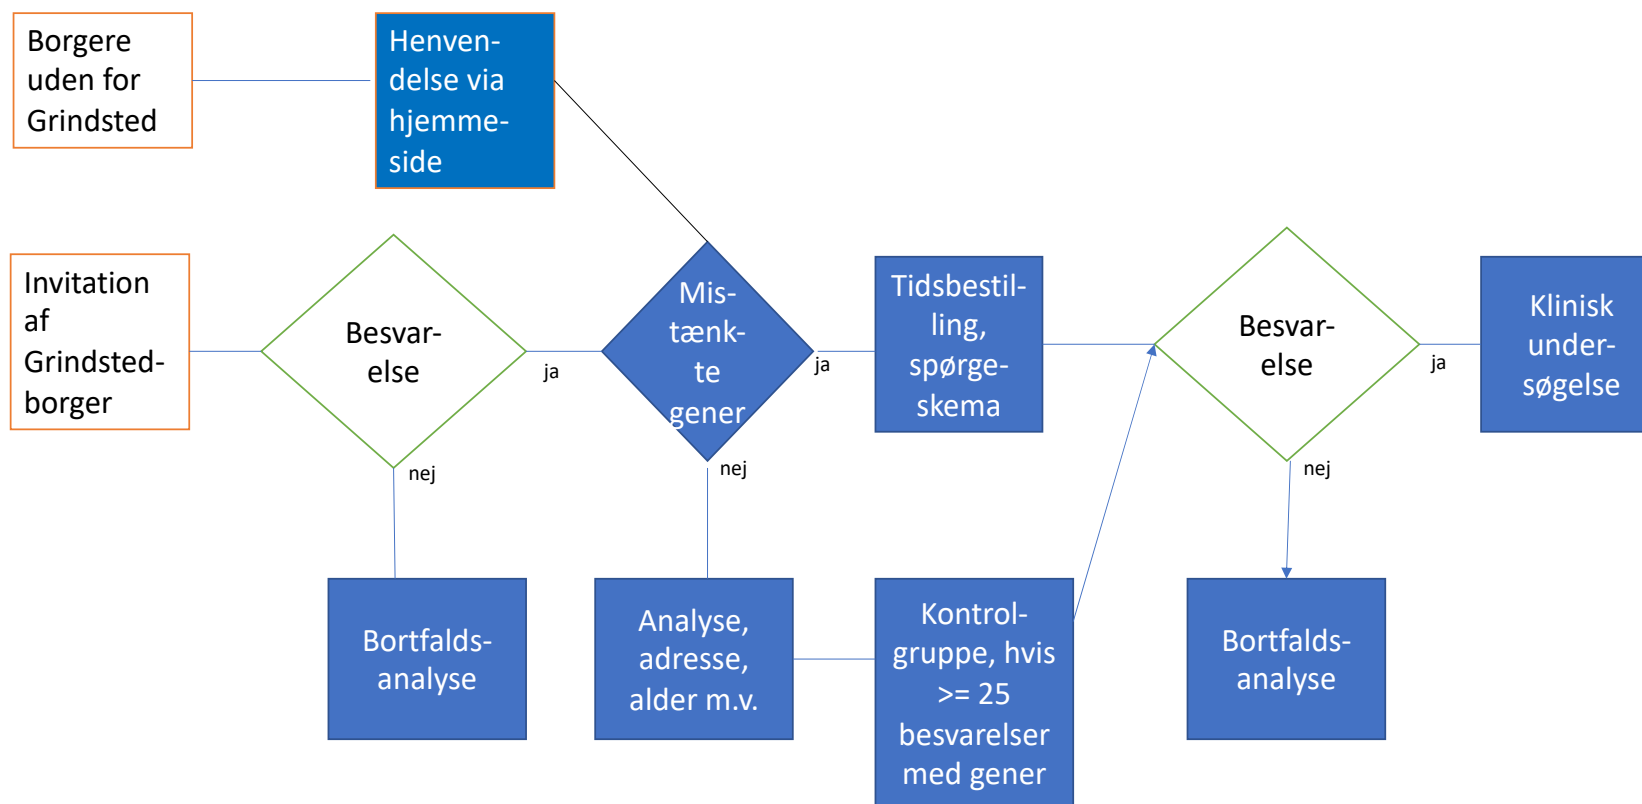 Borgere
uden for
Grindsted
Henven-
delse via
hjemme-
side
Invitation
af
Grindsted-
borger
Besvar-
else
ja
nej
Mis-
tænk-
te
gener
ja
nej
Tidsbestil-
ling,
spørge-
skema
Besvar-
else
ja
nej
Klinisk
under-
søgelse
Bortfalds-
analyse
Analyse,
adresse,
alder m.v.
Kontrol-
gruppe, hvis
>= 25
besvarelser
med gener
Bortfalds-
analyse